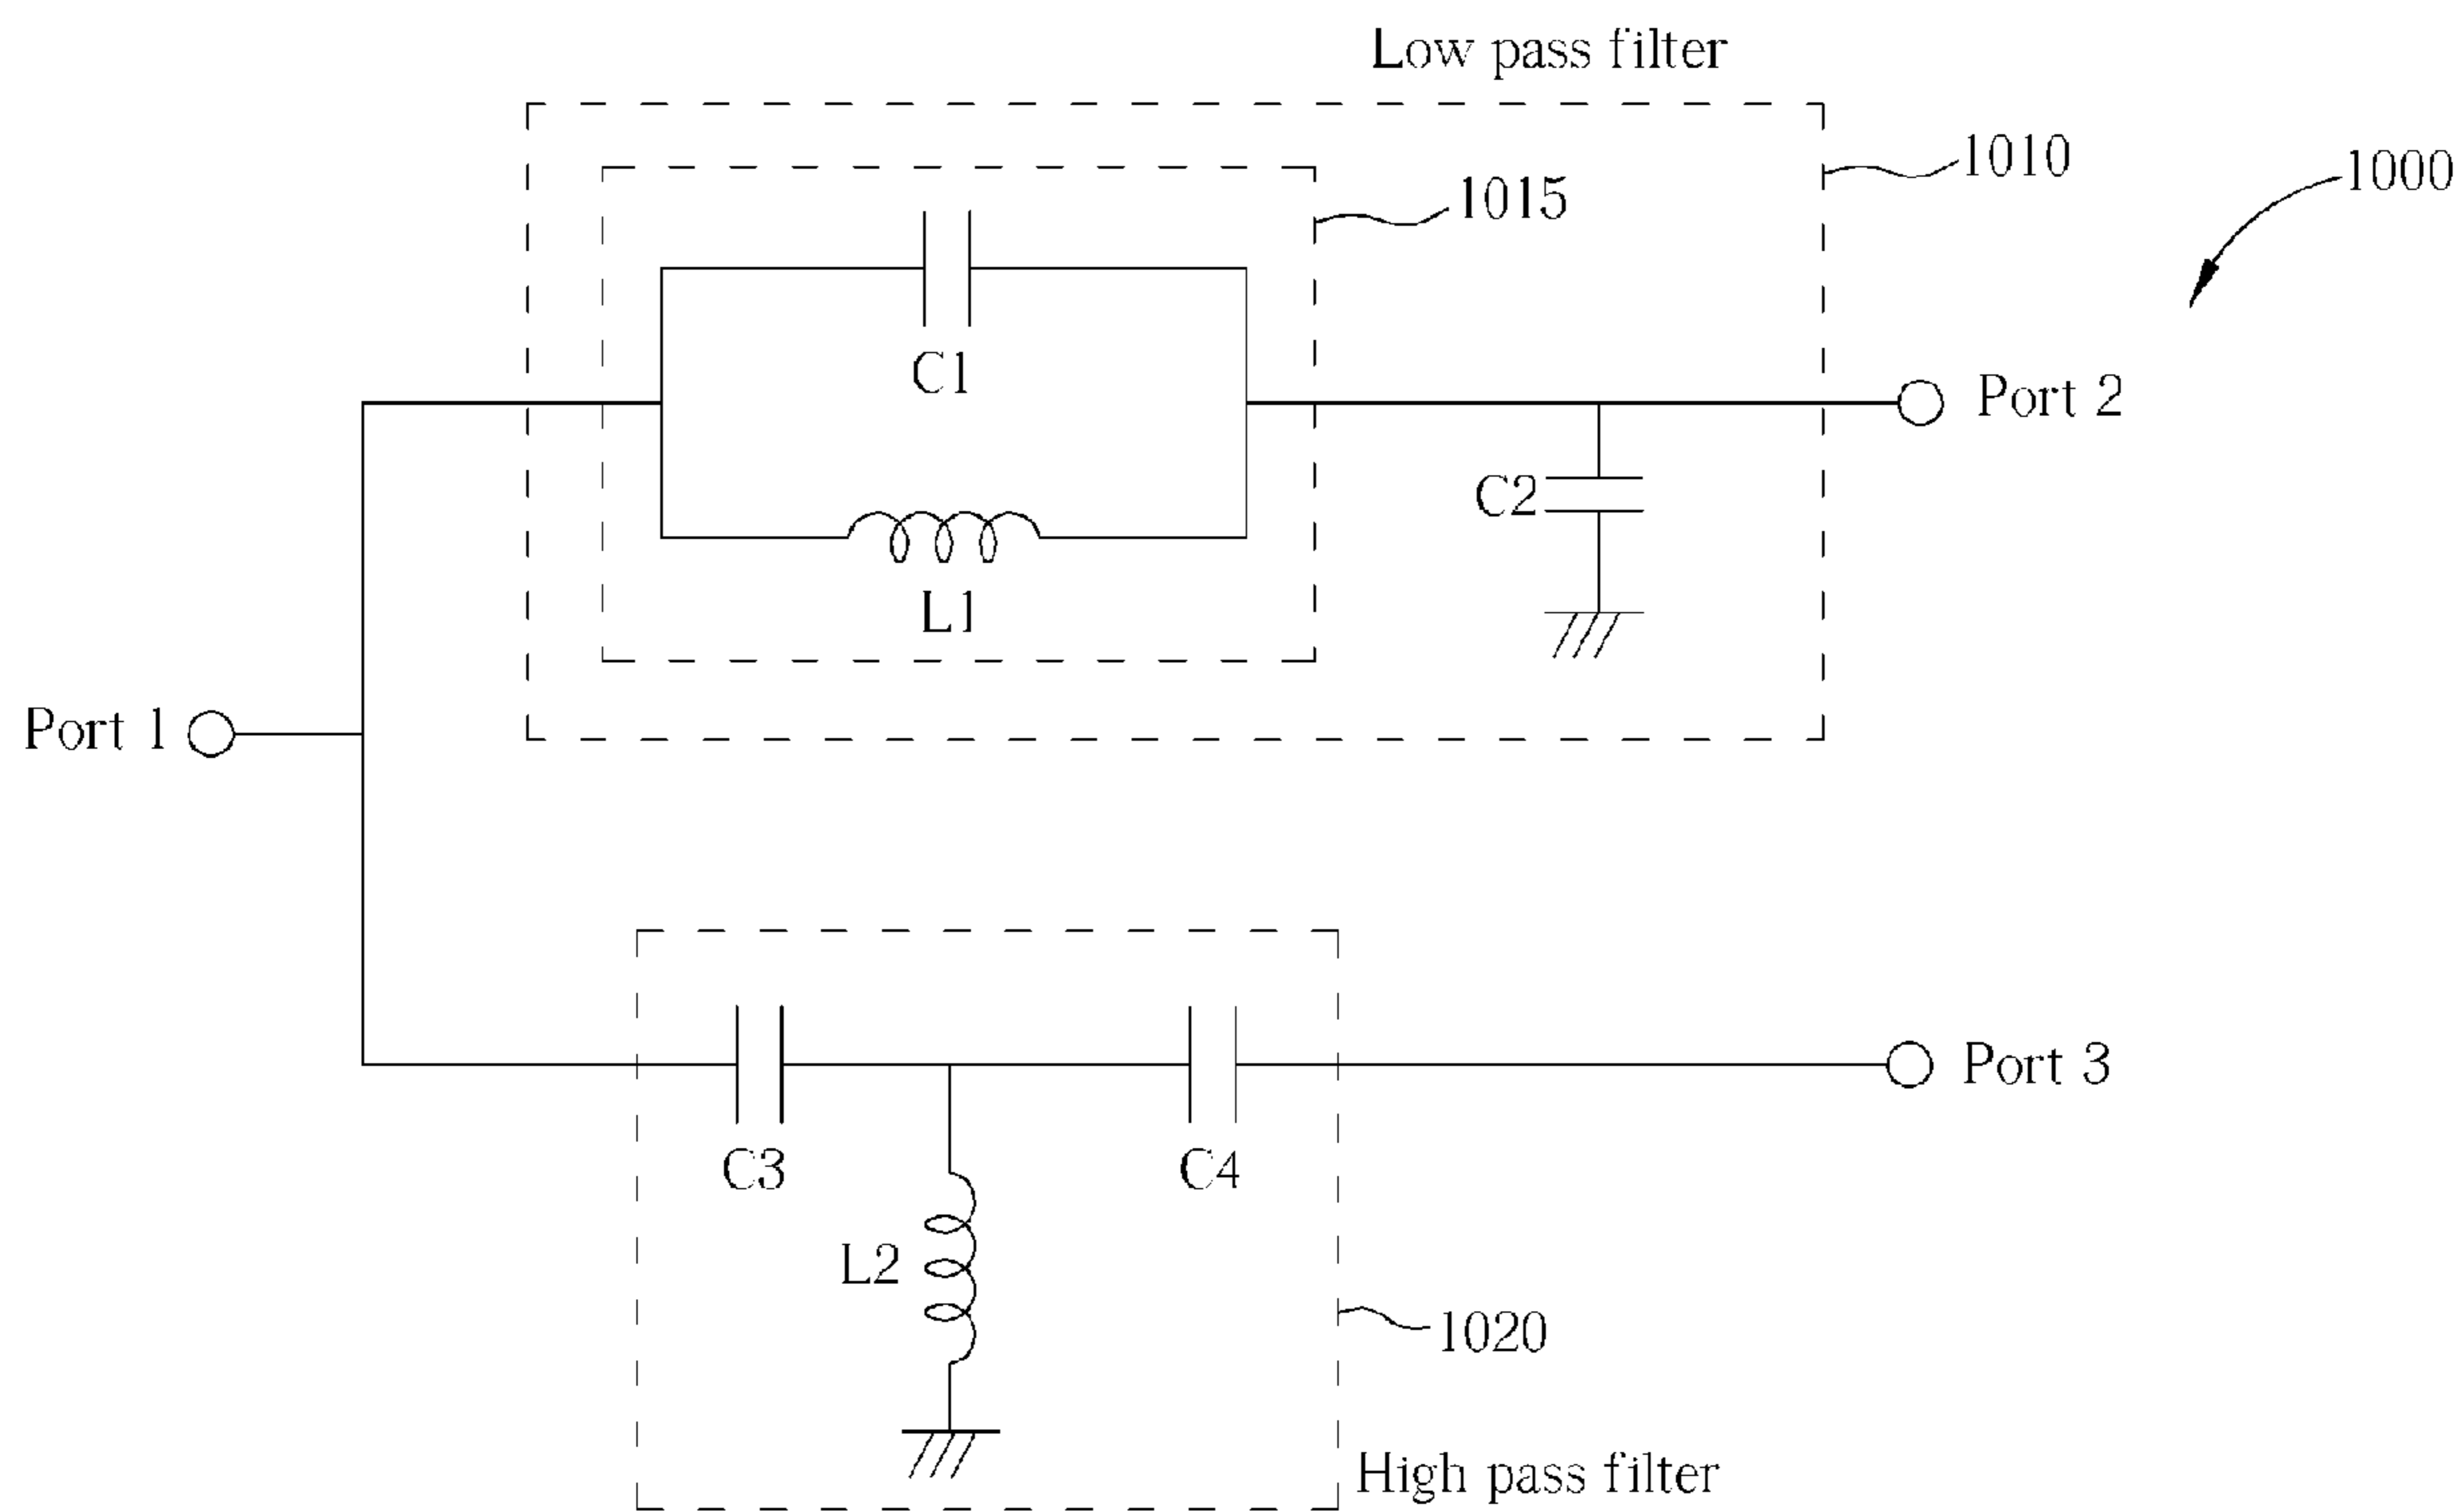 Low pass filter
1010
1000
1015
C1
Port 2
C2
L1
Port 1
Port 3
C3
C4
L2
1020
High pass filter